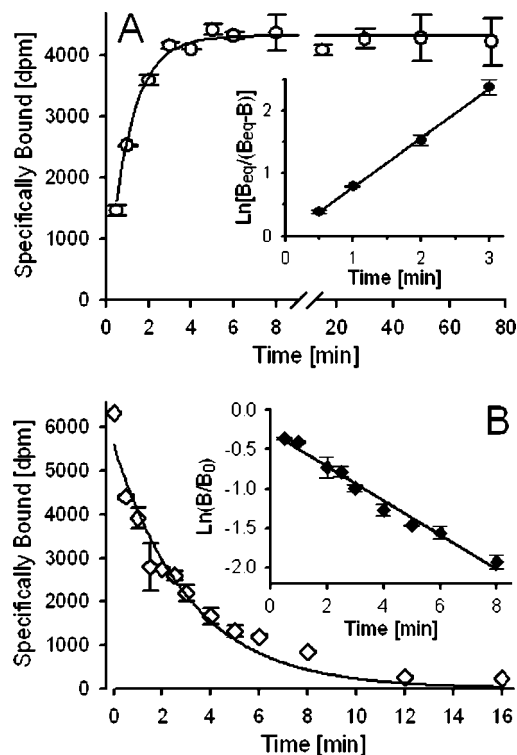 A
Specifically Bound [dpm]
5000
4000
3000
2000
1000
0
0 2 4 6 8 20 40 60 80
Time [min]
Ln[Beq/(Beq-B)]
2
1
0
0 1 2 3
Time [min]
B
Specifically Bound [dpm]
6000
5000
4000
3000
2000
1000
0
0 2 4 6 8 10 12 14 16
Time [min]
Ln(B/B0)
0.0
-0.5
-1.0
-1.5
-2.0
0 2 4 6 8
Time [min]